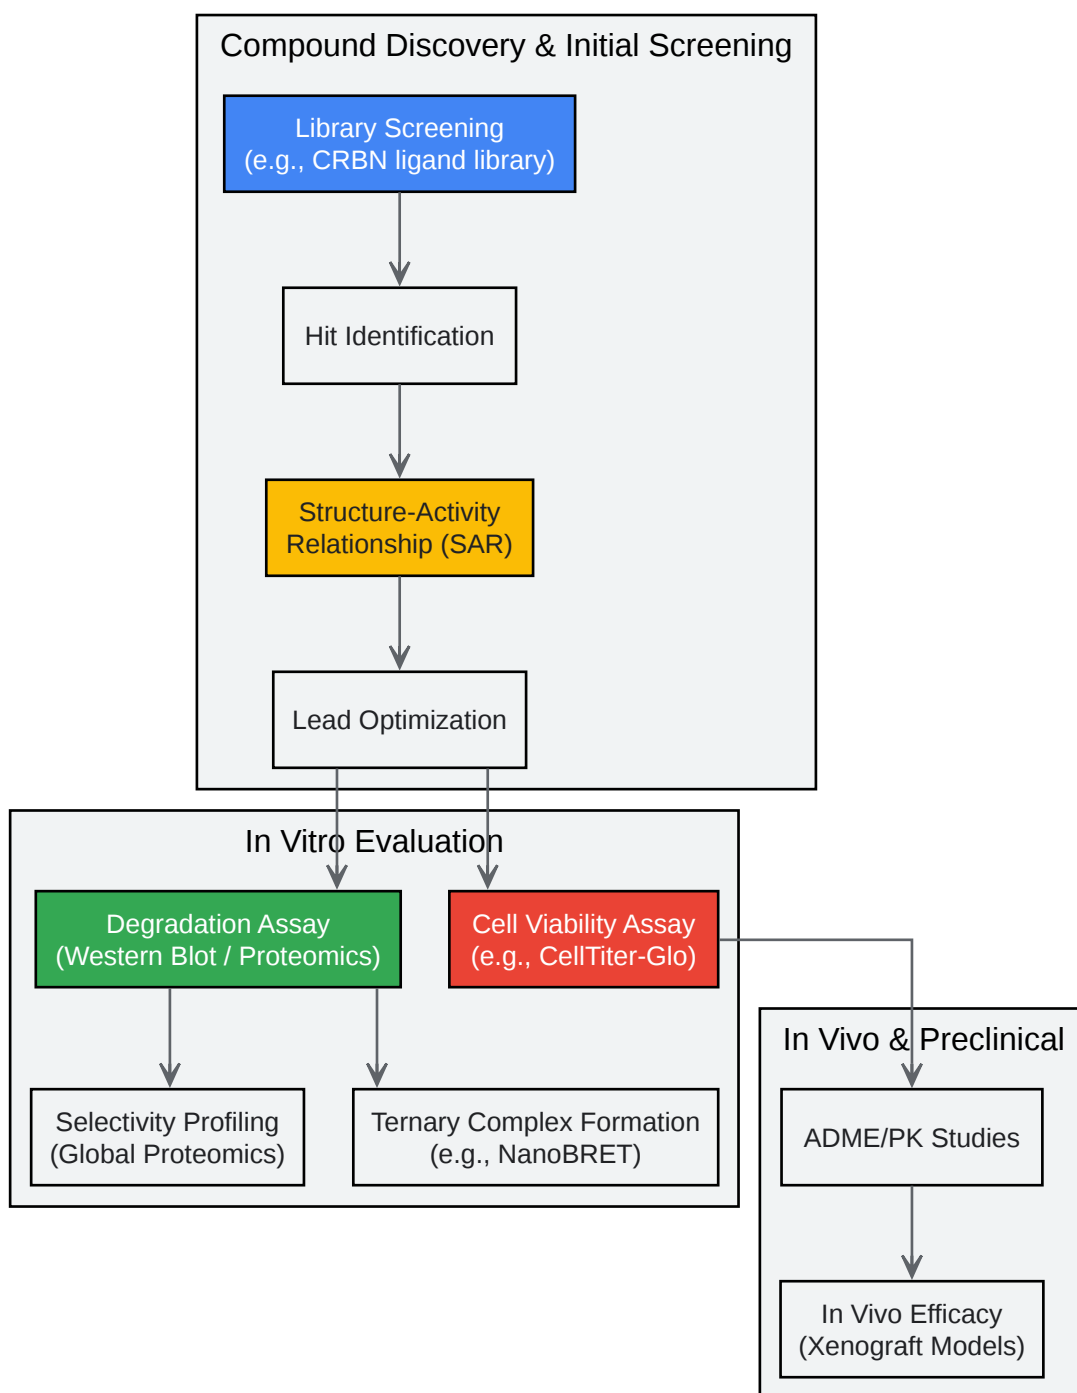 Compound Discovery & Initial Screening
Library Screening
(e.g., CRBN ligand library)
Hit Identification
Structure-Activity
Relationship (SAR)
Lead Optimization
In Vitro Evaluation
Degradation Assay
(Western Blot / Proteomics)
Cell Viability Assay
(e.g., CellTiter-Glo)
Selectivity Profiling
(Global Proteomics)
Ternary Complex Formation
(e.g., NanoBRET)
In Vivo & Preclinical
ADME/PK Studies
In Vivo Efficacy
(Xenograft Models)